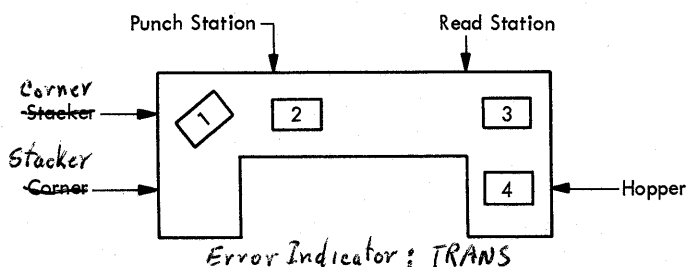 Punch Station
Read Station
Corner
Stacker
1
2
3
Stacker
Corner
4
Hopper
Error Indicator: TRANS